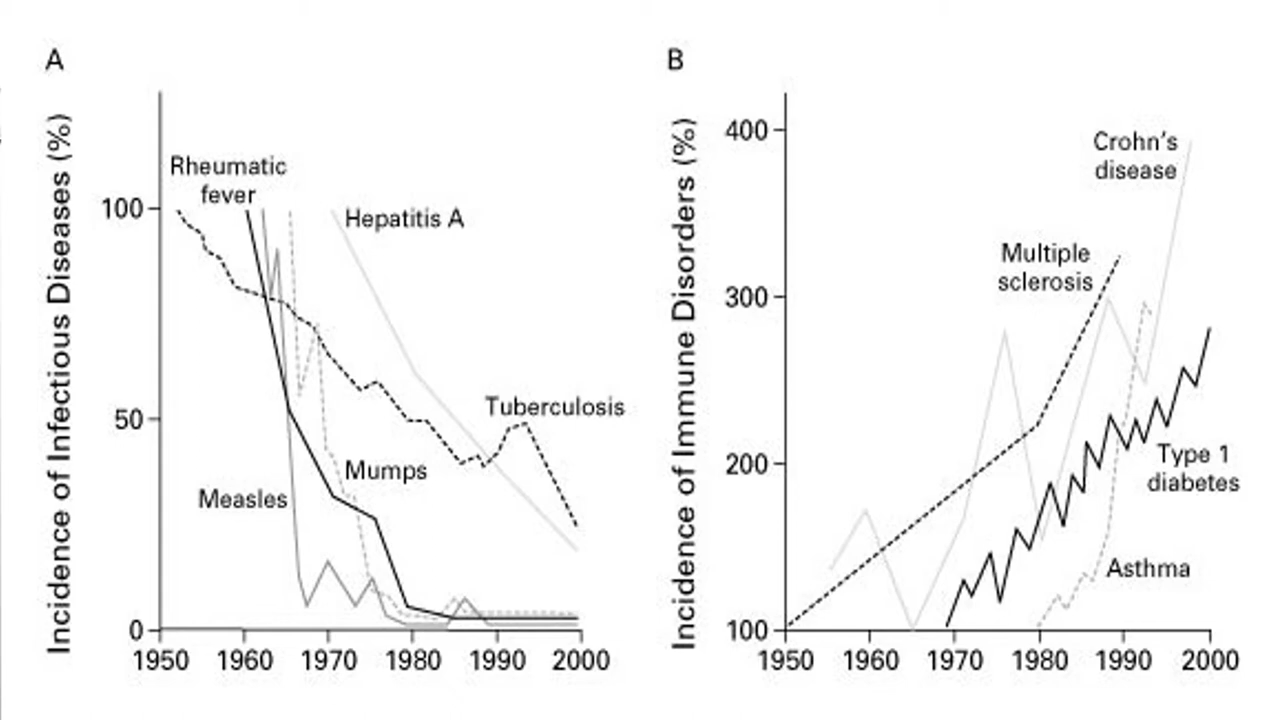 A
Incidence of Infectious Diseases (%)
Rheumatic
fever
Hepatitis A
Tuberculosis
Mumps
Measles
100
50
0
1950 1960 1970 1980 1990 2000
B
Incidence of Immune Disorders (%)
Crohn's
disease
Multiple
sclerosis
Type 1
diabetes
Asthma
400
300
200
100
1950 1960 1970 1980 1990 2000